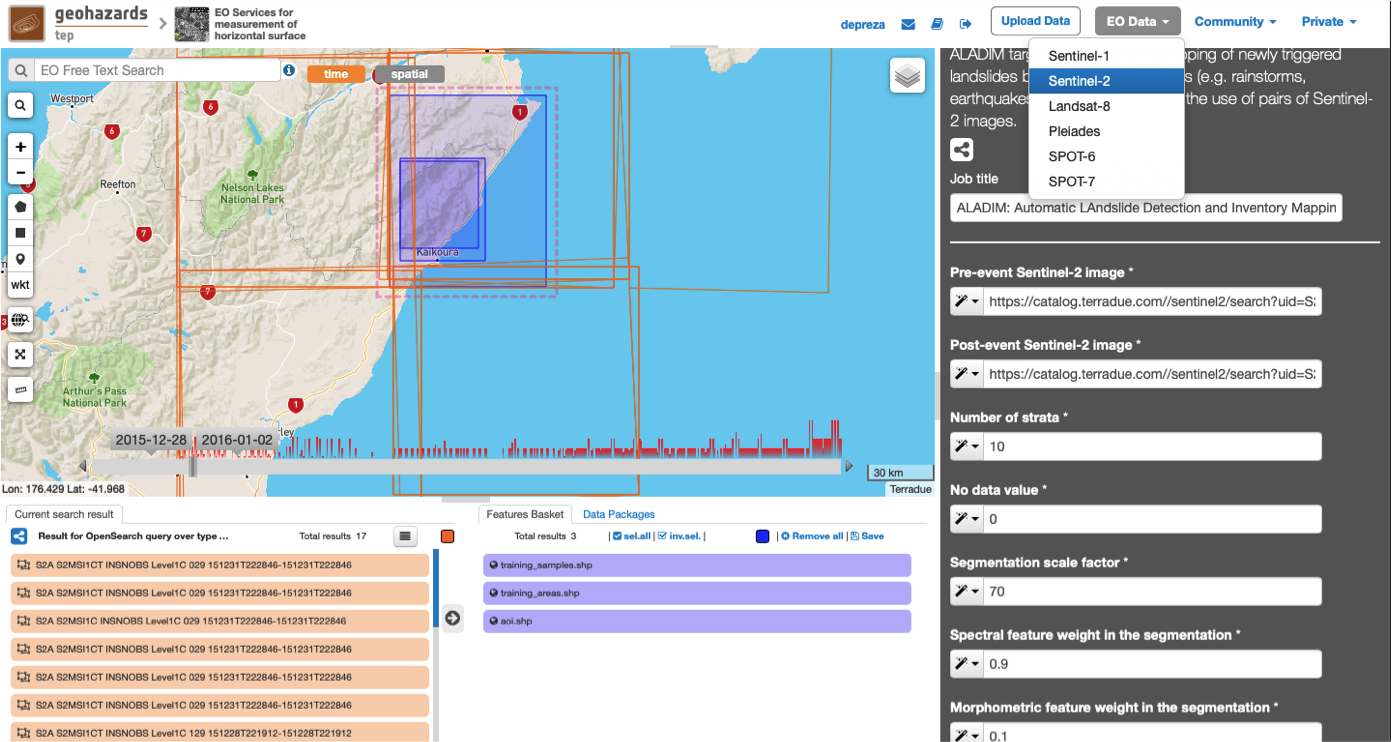 geohazards
tep
EO Services for
measurement of
horizontal surface
depreza
Upload Data
EO Data
Community
Private
Sentinel-1
Sentinel-2
Landsat-8
Pleiades
SPOT-6
SPOT-7
EO Free Text Search
time
spatial
Westport
6
6
1
Reefton
Nelson Lakes
National Park
7
7
Kaikoura
wkt
3
Arthur's Pass
National Park
1
ley
2015-12-28
2016-01-02
30 km
Lon: 176.429 Lat: -41.968
Terradue
Current search result
Result for OpenSearch query over type ...
Total results 17
S2A S2MSI1CT INSNOBS Level1C 029 151231T222846-151231T222846
S2A S2MSI1CT INSNOBS Level1C 029 151231T222846-151231T222846
S2A S2MSI1C INSNOBS Level1C 029 151231T222846-151231T222846
S2A S2MSI1CT INSNOBS Level1C 029 151231T222846-151231T222846
S2A S2MSI1CT INSNOBS Level1C 029 151231T222846-151231T222846
S2A S2MSI1CT INSNOBS Level1C 029 151231T222846-151231T222846
S2A S2MSI1CT INSNOBS Level1C 129 151228T221912-151228T221912
Features Basket
Data Packages
Total results 3
| sel.all | inv.sel. |
| Remove all | Save
training_samples.shp
training_areas.shp
aoi.shp
ALADIM tar pping of newly triggered
landslides b s (e.g. rainstorms,
earthquakes the use of pairs of Sentinel-
2 images.
Job title
ALADIM: Automatic LAndslide Detection and Inventory Mappin
Pre-event Sentinel-2 image *
https://catalog.terradue.com//sentinel2/search?uid=S2
Post-event Sentinel-2 image *
https://catalog.terradue.com//sentinel2/search?uid=S2
Number of strata *
10
No data value *
0
Segmentation scale factor *
70
Spectral feature weight in the segmentation *
0.9
Morphometric feature weight in the segmentation *
0.1